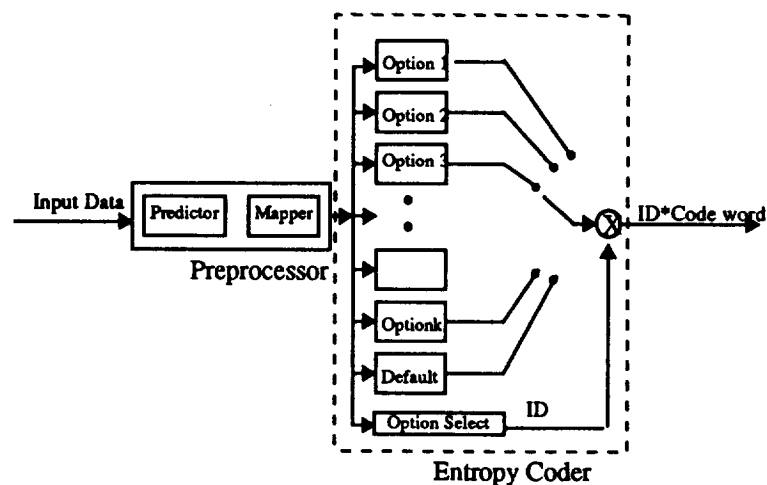 Option 1
Option 2
Option 3
Input Data
Predictor
Mapper
ID*Code word
Preprocessor
Optionk
Default
Option Select
ID
Entropy Coder